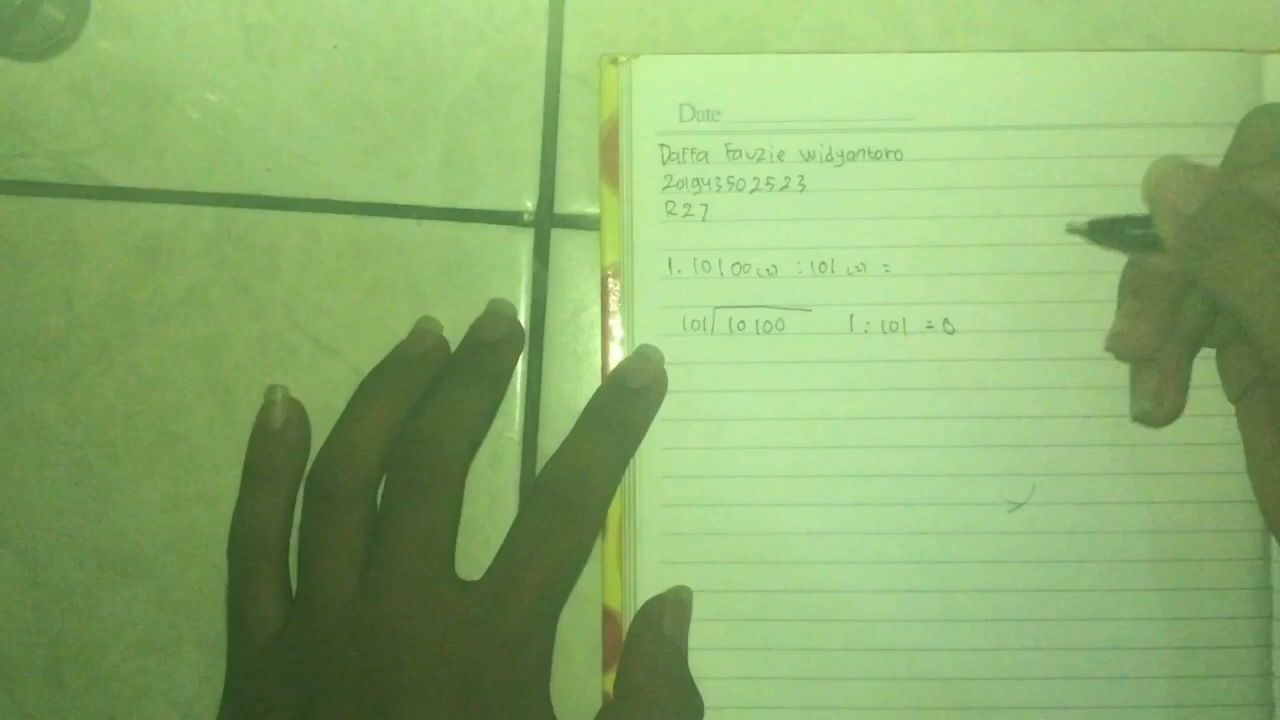 Date
Daffa Fauzie Widyantoro
201943502523
R27
1. 10100(2) : 101(2) =
101 10100 1 : 101 = 0